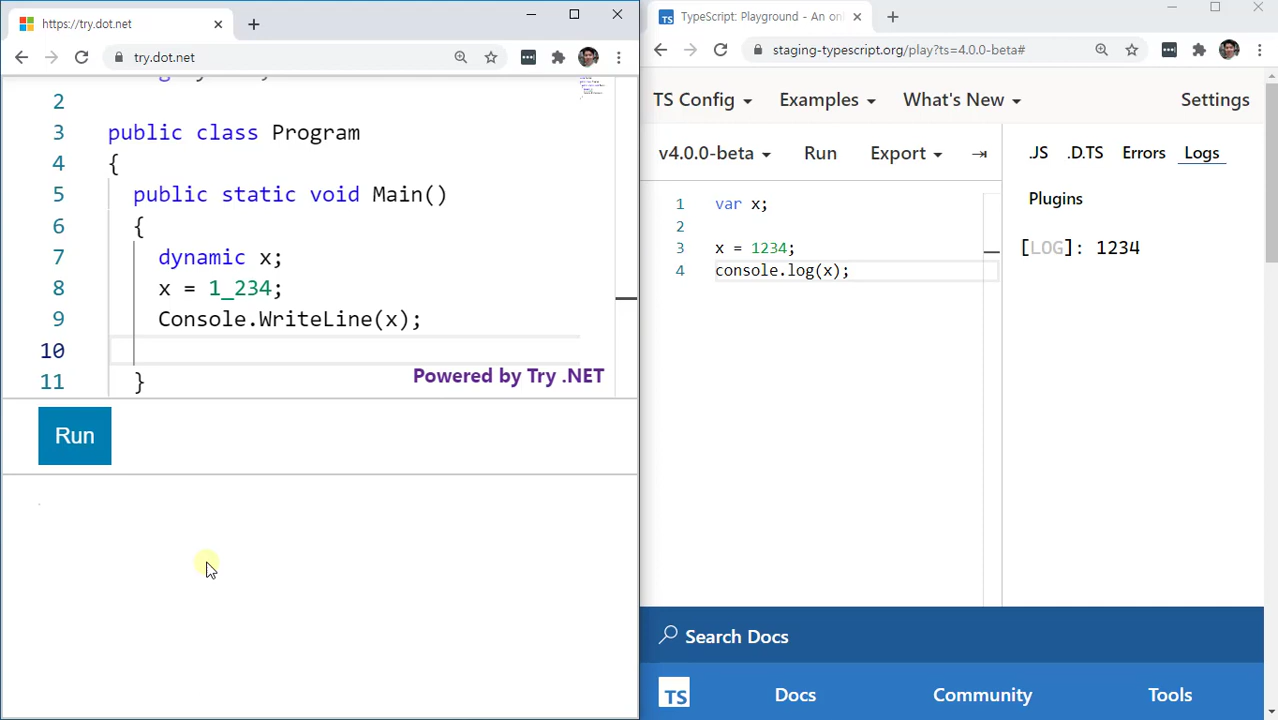 https://try.dot.net
try.dot.net
2
3 public class Program
4 {
5 public static void Main()
6 {
7 dynamic x;
8 x = 1_234;
9 Console.WriteLine(x);
10
11 }
Powered by Try .NET
Run
TS TypeScript: Playground - An onl
staging-typescript.org/play?ts=4.0.0-beta#
TS Config Examples What's New Settings
v4.0.0-beta Run Export
.JS .D.TS Errors Logs
Plugins
1 var x;
2
3 x = 1234;
4 console.log(x);
[LOG]: 1234
Search Docs
TS Docs Community Tools